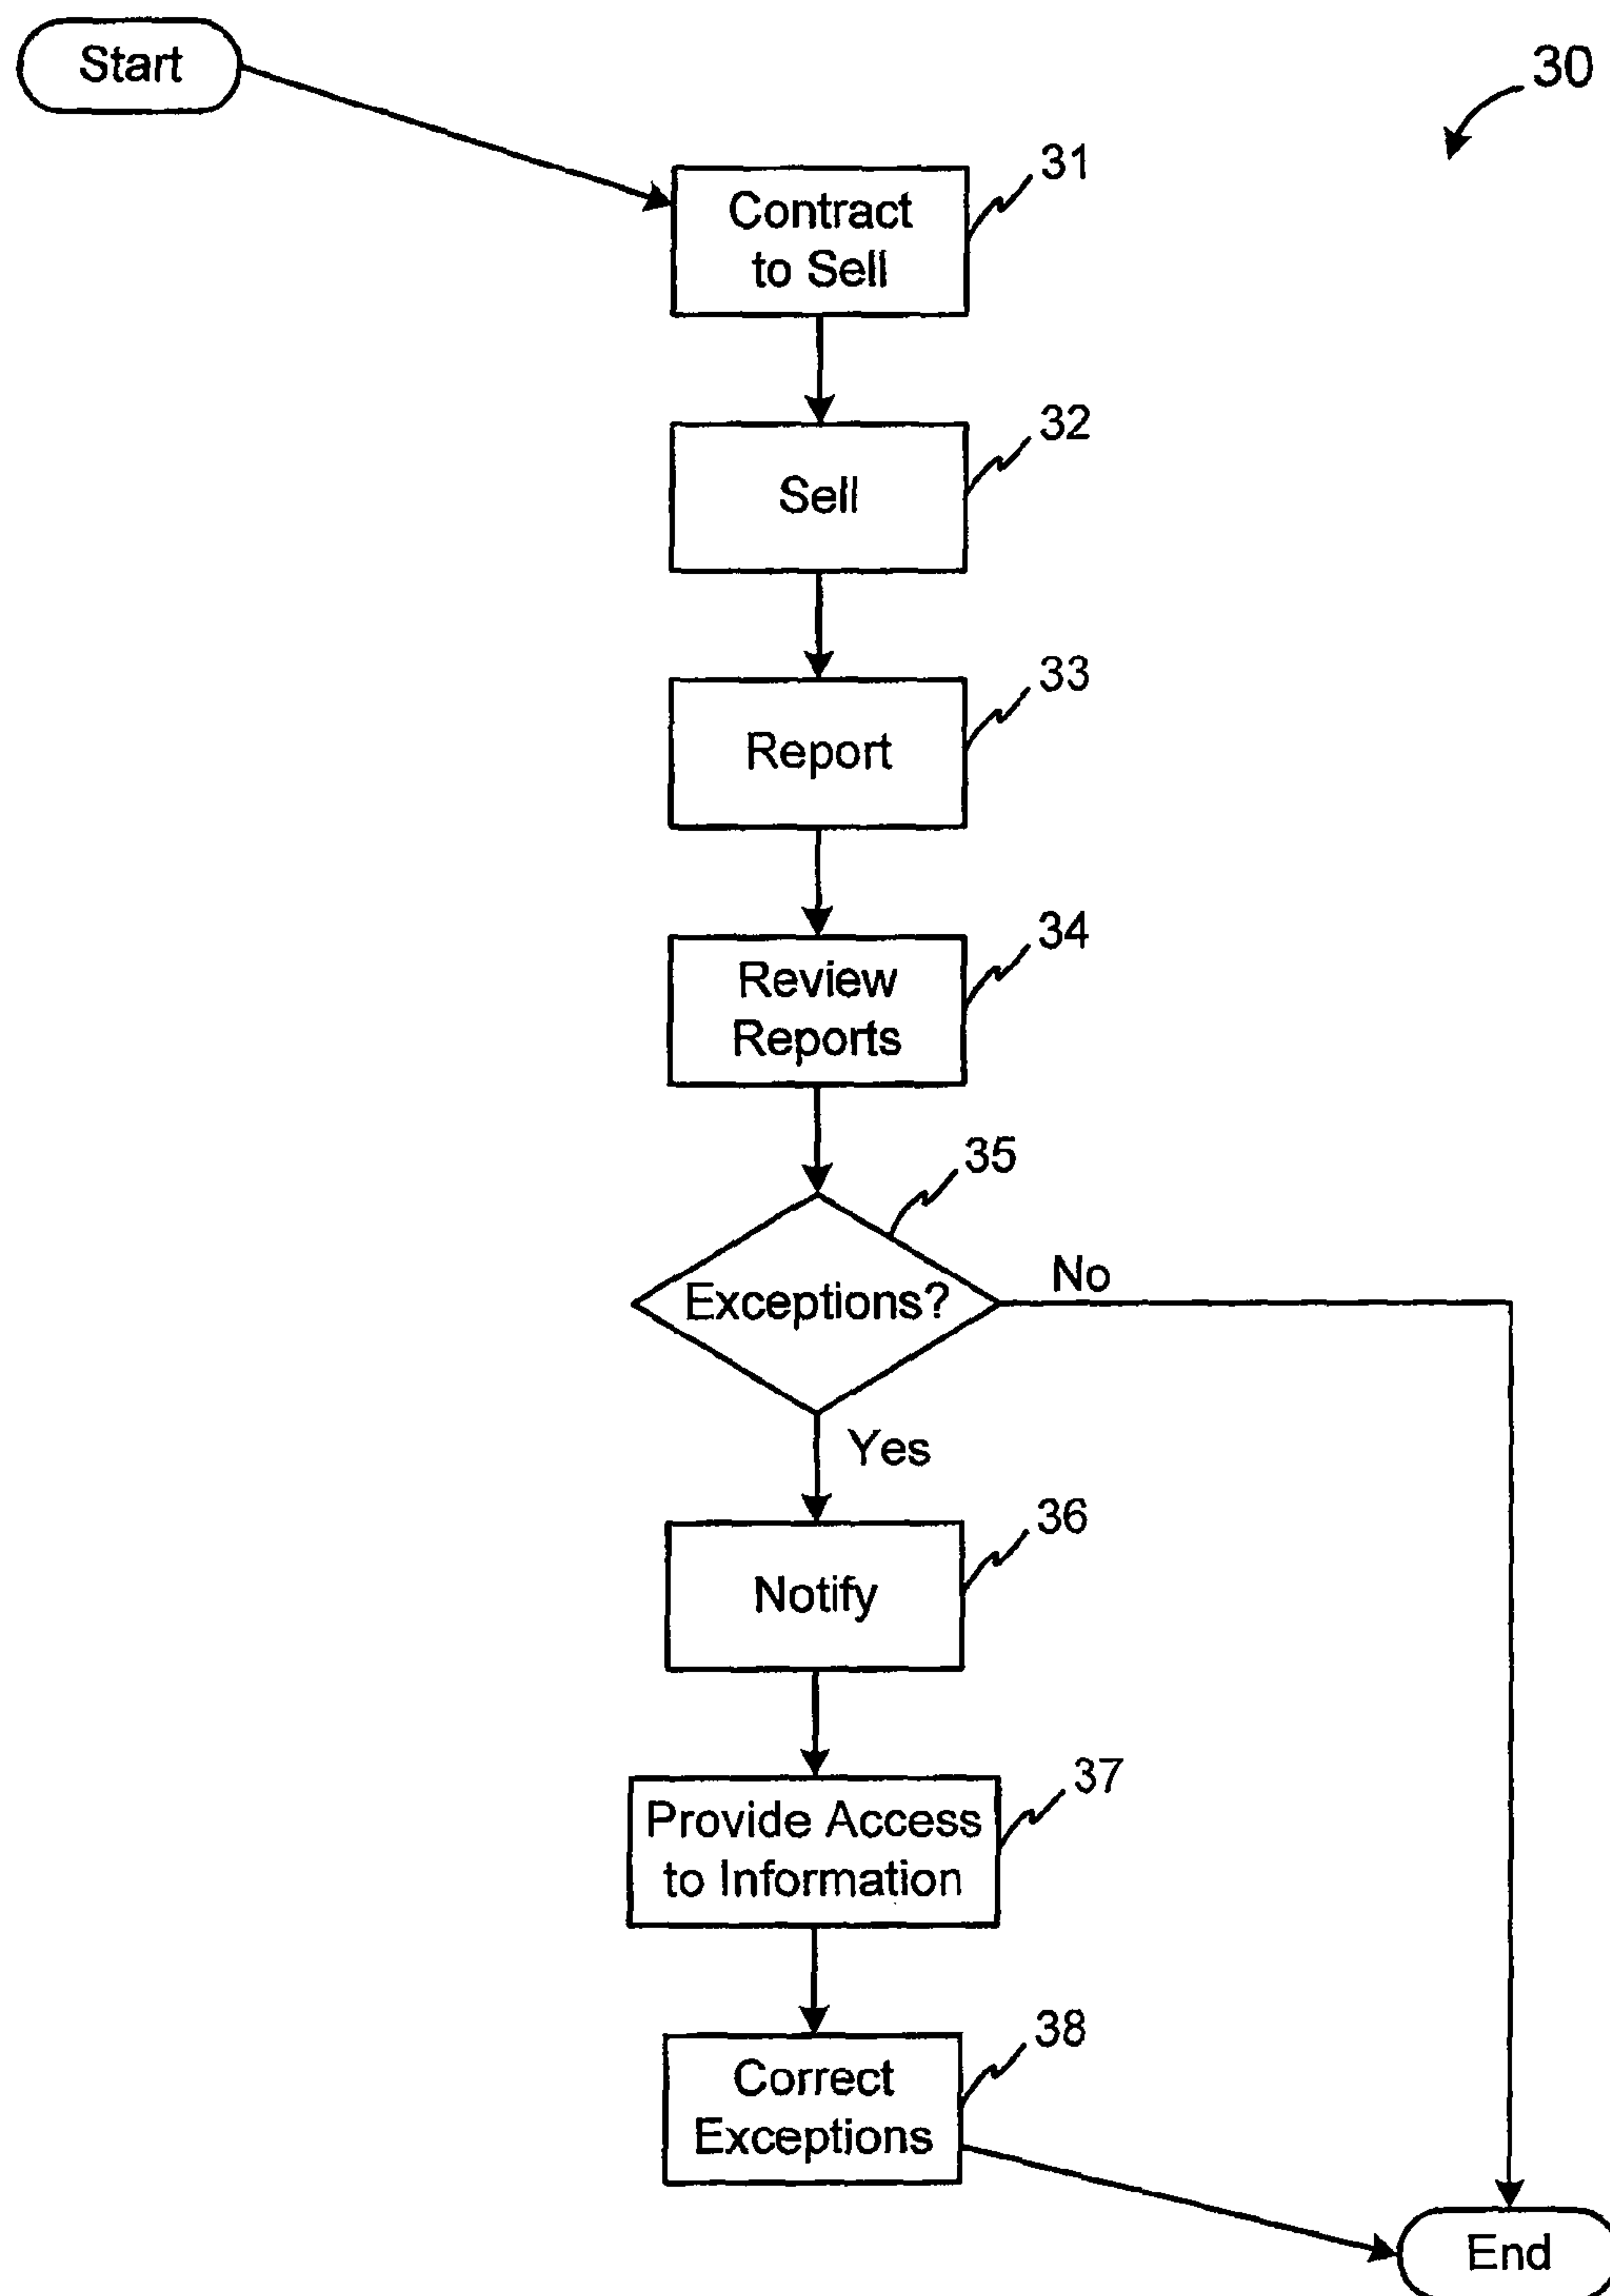 Start
30
31
Contract
to Sell
32
Sell
33
Report
34
Review
Reports
35
Exceptions?
No
Yes
36
Notify
37
Provide Access
to Information
38
Correct
Exceptions
End